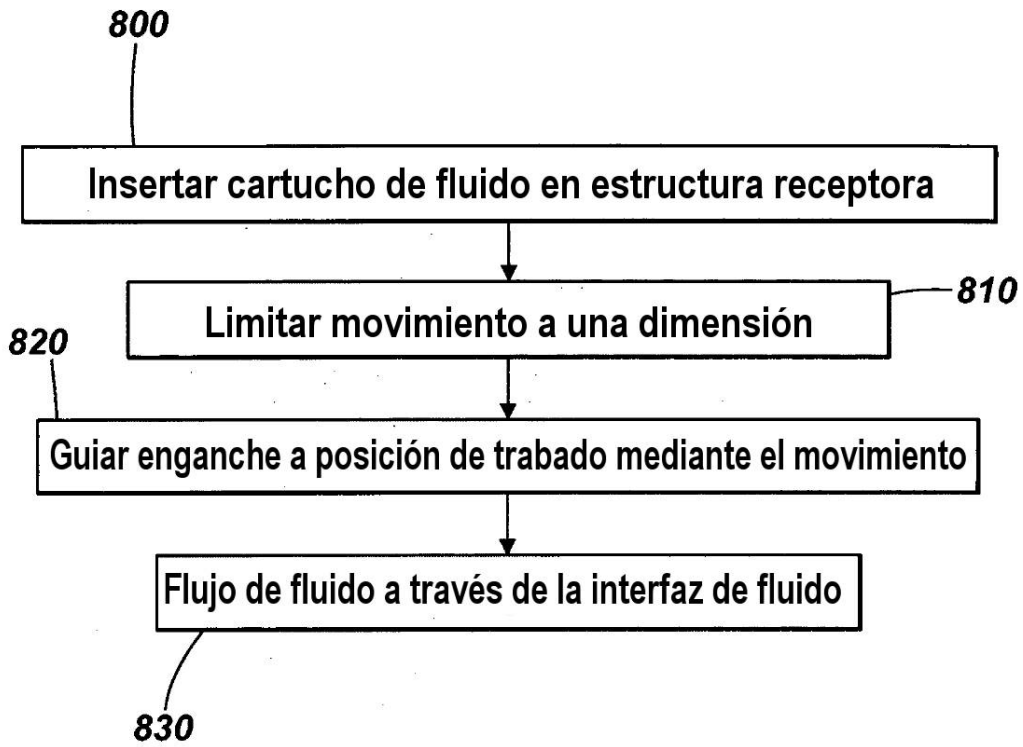 800
Insertar cartucho de fluido en estructura receptora
810
Limitar movimiento a una dimensión
820
Guiar enganche a posición de trabado mediante el movimiento
Flujo de fluido a través de la interfaz de fluido
830